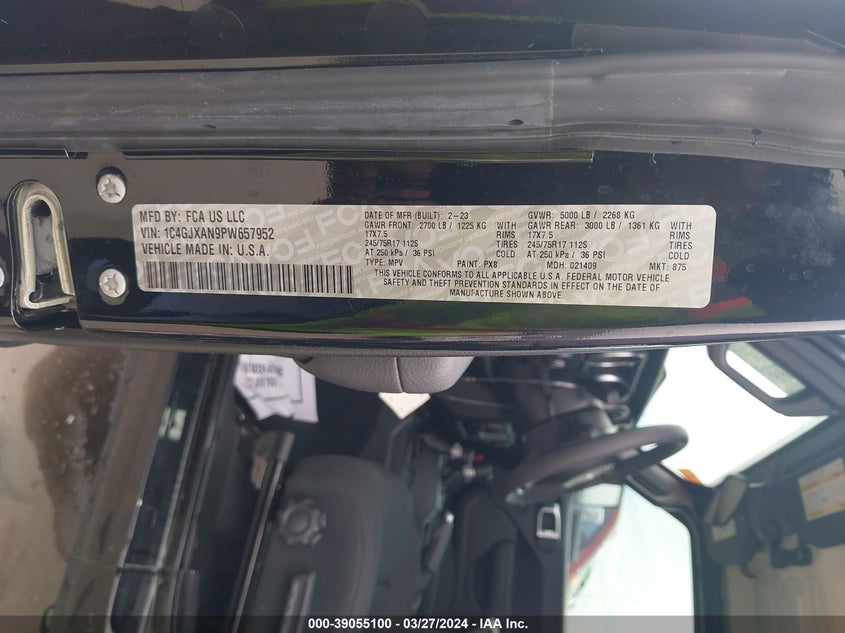 MFD BY: FCA US LLC
VIN: 1C4GJXAN9PW657952
VEHICLE MADE IN: U.S.A.
DATE OF MFR (BUILT): 2-23
GVWR: 5000 LB / 2268 KG
GAWR FRONT: 2700 LB / 1225 KG WITH
GAWR REAR: 3000 LB / 1361 KG WITH
17X7.5 RIMS
17X7.5 RIMS
245/75R17 112S TIRES
245/75R17 112S TIRES
AT 250 kPa / 36 PSI COLD
AT 250 kPa / 36 PSI COLD
TYPE: MPV PAINT: PX8 MDH: 021409 MKT: 875
THIS VEHICLE CONFORMS TO ALL APPLICABLE U.S.A. FEDERAL MOTOR VEHICLE
SAFETY AND THEFT PREVENTION STANDARDS IN EFFECT ON THE DATE OF
MANUFACTURE SHOWN ABOVE.
000-39055100 - 03/27/2024 - IAA Inc.